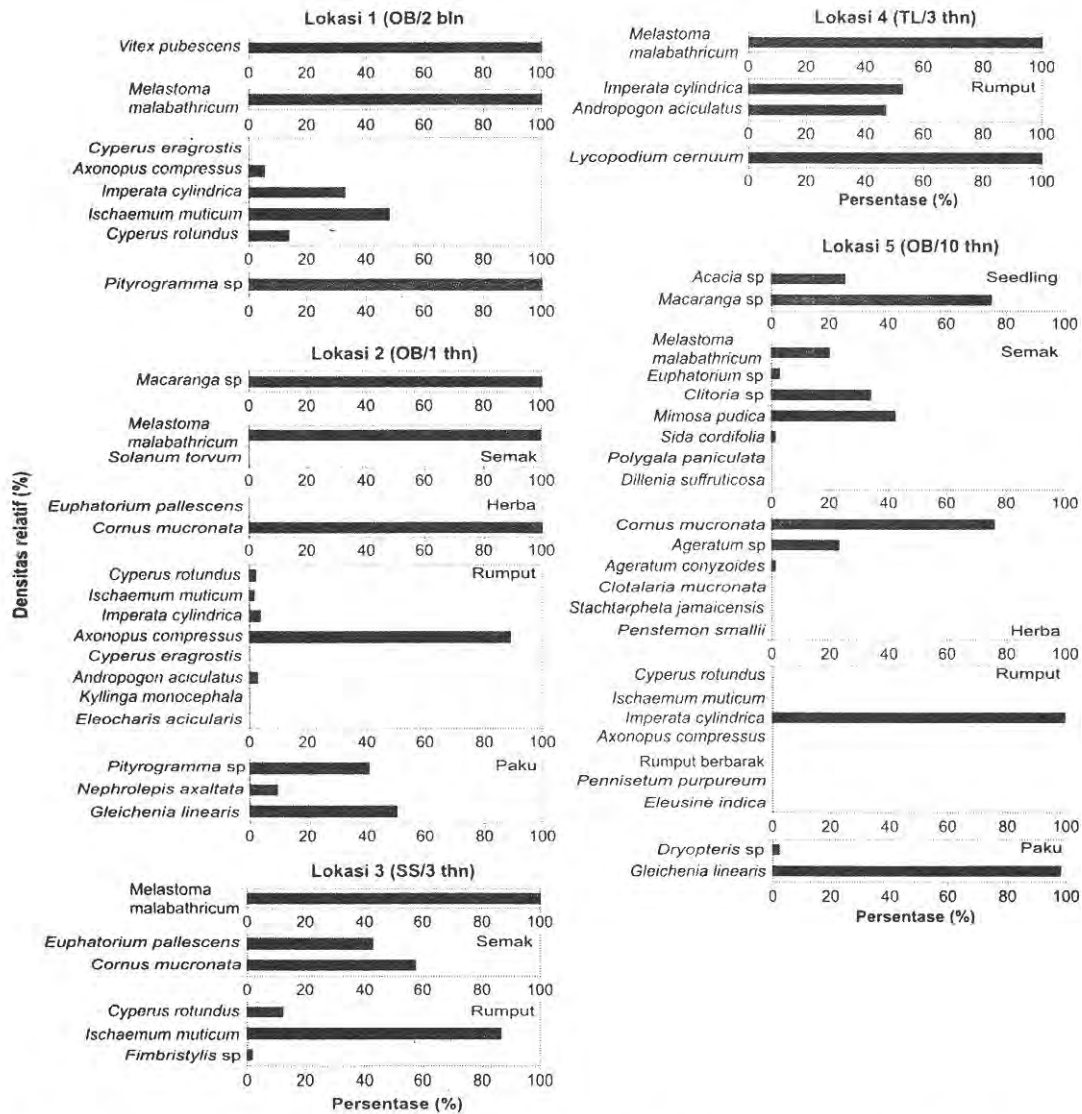 Densitas relatif (%)
Lokasi 1 (OB/2 bln
Vitex pubescens
0 20 40 60 80 100
Melastoma
malabathricum
0 20 40 60 80 100
Cyperus eragrostis
Axonopus compressus
Imperata cylindrica
Ischaemum muticum
Cyperus rotundus
0 20 40 60 80 100
Pityrogramma sp
0 20 40 60 80 100
Lokasi 2 (OB/1 thn)
Macaranga sp
0 20 40 60 80 100
Melastoma
malabathricum
Solanum torvum
Semak
0 20 40 60 80 100
Euphatorium pallescens
Herba
Cornus mucronata
0 20 40 60 80 100
Cyperus rotundus
Rumput
Ischaemum muticum
Imperata cylindrica
Axonopus compressus
Cyperus eragrostis
Andropogon aciculatus
Kyllinga monocephala
Eleocharis acicularis
0 20 40 60 80 100
Pityrogramma sp
Paku
Nephrolepis axaltata
Gleichenia linearis
0 20 40 60 80 100
Lokasi 3 (SS/3 thn)
Melastoma
malabathricum
0 20 40 60 80 100
Euphatorium pallescens
Semak
Cornus mucronata
0 20 40 60 80 100
Cyperus rotundus
Rumput
Ischaemum muticum
Fimbristylis sp
0 20 40 60 80 100
Persentase (%)
Lokasi 4 (TL/3 thn)
Melastoma
malabathricum
0 20 40 60 80 100
Imperata cylindrica
Rumput
Andropogon aciculatus
0 20 40 60 80 100
Lycopodium cernuum
0 20 40 60 80 100
Persentase (%)
Lokasi 5 (OB/10 thn)
Acacia sp
Seedling
Macaranga sp
0 20 40 60 80 100
Melastoma
malabathricum
Semak
Euphatorium sp
Clitoria sp
Mimosa pudica
Sida cordifolia
Polygala paniculata
Dillenia suffruticosa
0 20 40 60 80 100
Cornus mucronata
Ageratum sp
Ageratum conyzoides
Clotalaria mucronata
Stachtarpheta jamaicensis
Penstemon smallii
Herba
0 20 40 60 80 100
Cyperus rotundus
Rumput
Ischaemum muticum
Imperata cylindrica
Axonopus compressus
Rumput berbarak
Pennisetum purpureum
Eleusine indica
0 20 40 60 80 100
Dryopteris sp
Paku
Gleichenia linearis
0 20 40 60 80 100
Persentase (%)